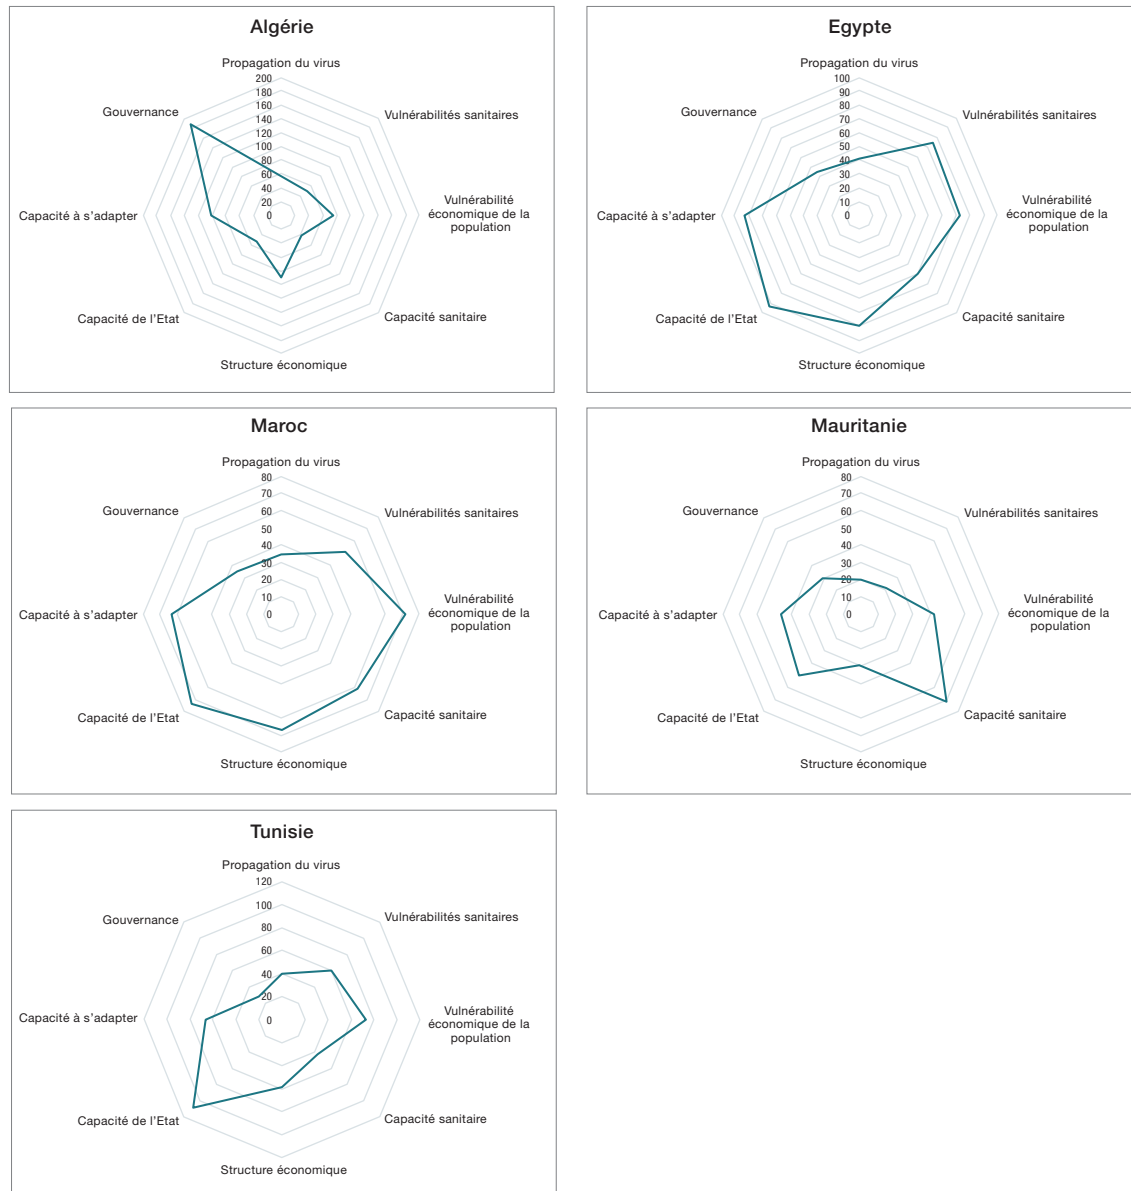 Algérie
Propagation du virus
200
180
160
140
120
100
80
60
40
20
0
Gouvernance
Vulnérabilités sanitaires
Capacité à s'adapter
Vulnérabilité
économique de la
population
Capacité de l'Etat
Capacité sanitaire
Structure économique
Egypte
Propagation du virus
100
90
80
70
60
50
40
30
20
10
0
Gouvernance
Vulnérabilités sanitaires
Capacité à s'adapter
Vulnérabilité
économique de la
population
Capacité de l'Etat
Capacité sanitaire
Structure économique
Maroc
Propagation du virus
80
70
60
50
40
30
20
10
0
Gouvernance
Vulnérabilités sanitaires
Capacité à s'adapter
Vulnérabilité
économique de la
population
Capacité de l'Etat
Capacité sanitaire
Structure économique
Mauritanie
Propagation du virus
80
70
60
50
40
30
20
10
0
Gouvernance
Vulnérabilités sanitaires
Capacité à s'adapter
Vulnérabilité
économique de la
population
Capacité de l'Etat
Capacité sanitaire
Structure économique
Tunisie
Propagation du virus
120
100
80
60
40
20
0
Gouvernance
Vulnérabilités sanitaires
Capacité à s'adapter
Vulnérabilité
économique de la
population
Capacité de l'Etat
Capacité sanitaire
Structure économique